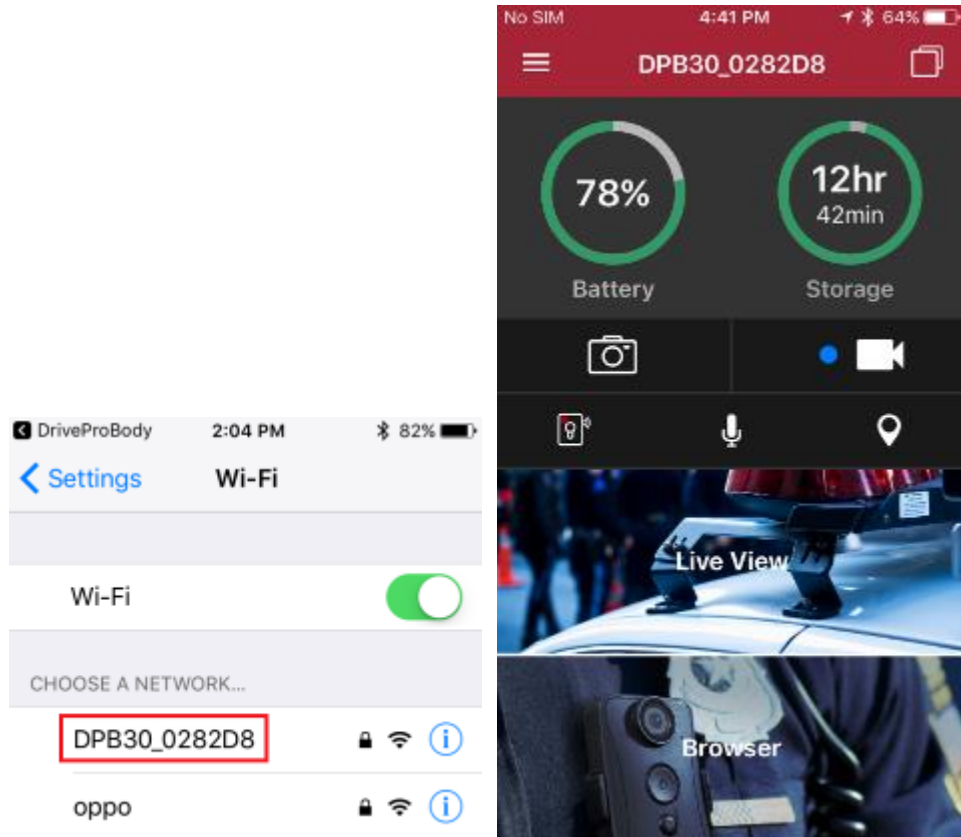 DriveProBody 2:04 PM 82%
Settings Wi-Fi
Wi-Fi
CHOOSE A NETWORK...
DPB30_0282D8
oppo
No SIM 4:41 PM 64%
DPB30_0282D8
78%
Battery
12hr
42min
Storage
Live View
Browser